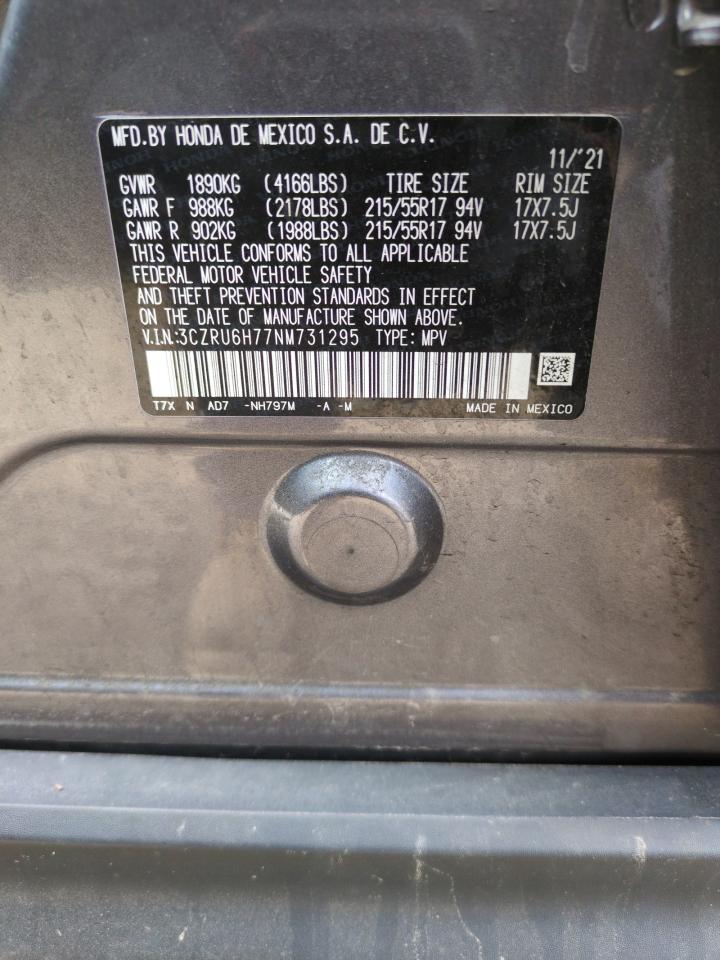 MFD.BY HONDA DE MEXICO S.A. DE C.V.
11/'21
GVWR 1890KG (4166LBS) TIRE SIZE RIM SIZE
GAWR F 988KG (2178LBS) 215/55R17 94V 17X7.5J
GAWR R 902KG (1988LBS) 215/55R17 94V 17X7.5J
THIS VEHICLE CONFORMS TO ALL APPLICABLE
FEDERAL MOTOR VEHICLE SAFETY
AND THEFT PREVENTION STANDARDS IN EFFECT
ON THE DATE OF MANUFACTURE SHOWN ABOVE.
V.I.N.:3CZRU6H77NM731295 TYPE: MPV
T7X N AD7 -NH797M -A -M MADE IN MEXICO